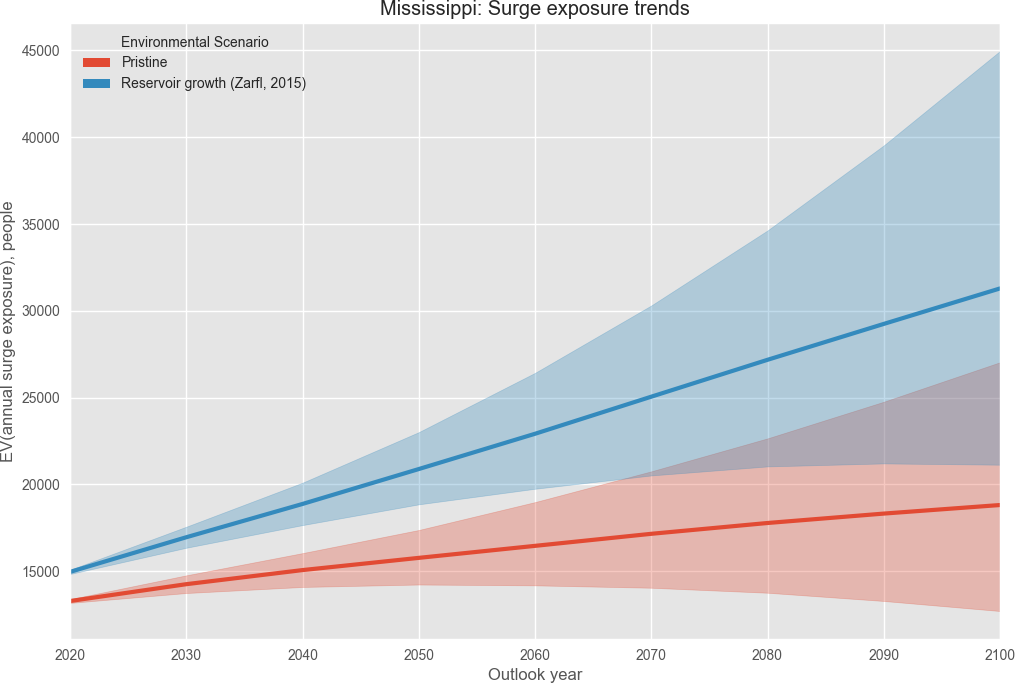 Mississippi: Surge exposure trends
Environmental Scenario
Pristine
Reservoir growth (Zarfl, 2015)
EV(annual surge exposure), people
45000
40000
35000
30000
25000
20000
15000
2020 2030 2040 2050 2060 2070 2080 2090 2100
Outlook year